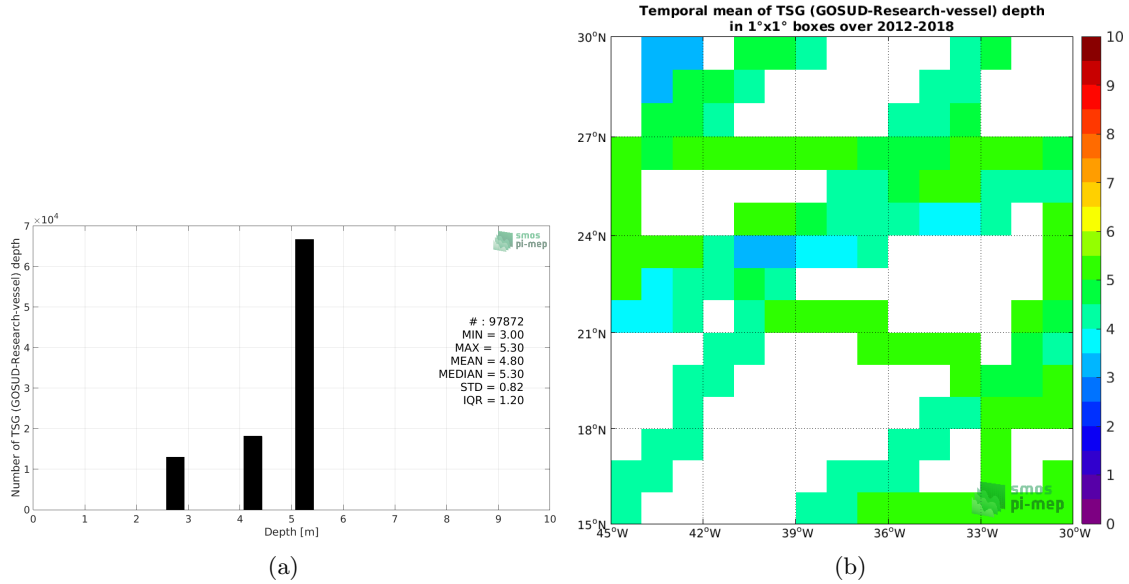 Temporal mean of TSG (GOSUD-Research-vessel) depth
in 1°x1° boxes over 2012-2018
×10⁴
7
6
5
4
3
2
1
0
Number of TSG (GOSUD-Research-vessel) depth
smos
pi-mep
# : 97872
MIN = 3.00
MAX = 5.30
MEAN = 4.80
MEDIAN = 5.30
STD = 0.82
IQR = 1.20
0 1 2 3 4 5 6 7 8 9 10
Depth [m]
(a)
30°N
27°N
24°N
21°N
18°N
15°N
45°W 42°W 39°W 36°W 33°W 30°W
smos
pi-mep
10
9
8
7
6
5
4
3
2
1
0
(b)